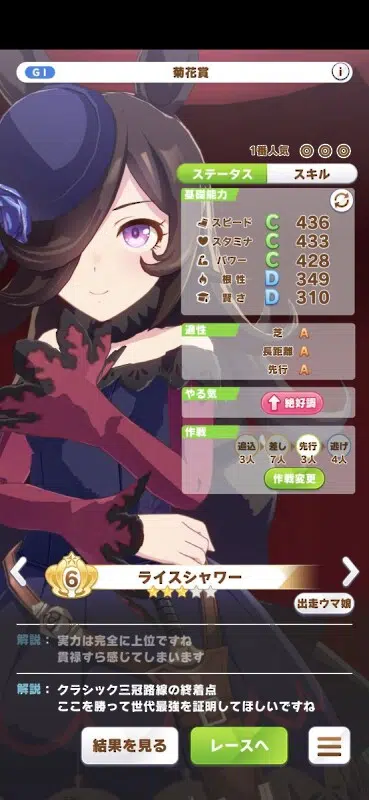 GⅠ 菊花賞 i
1番人気 ◎ ◎ ◎
ステータス スキル
基礎能力
スピード C 436
スタミナ C 433
パワー C 428
根性 D 349
賢さ D 310
適性
芝 A
長距離 A
先行 A
やる気
絶好調
作戦
追込 差し 先行 逃げ
3人 7人 3人 4人
作戦変更
6 ライスシャワー
出走ウマ娘
解説： 実力は完全に上位ですね
貫禄すら感じてしまいます
解説： クラシック三冠路線の終着点
ここを勝って世代最強を証明してほしいですね
結果を見る レースへ